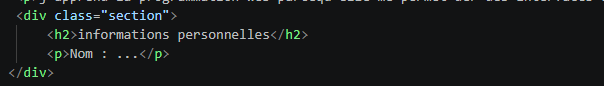 <div class="section">
<h2>informations personnelles</h2>
<p>Nom : ...</p>
</div>